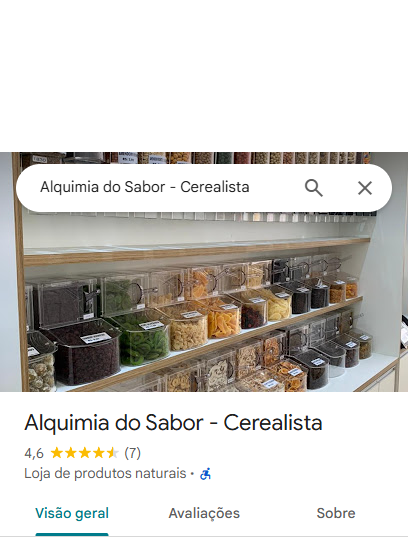 Alquimia do Sabor - Cerealista
Alquimia do Sabor - Cerealista
4,6 (7)
Loja de produtos naturais ·
Visão geral
Avaliações
Sobre